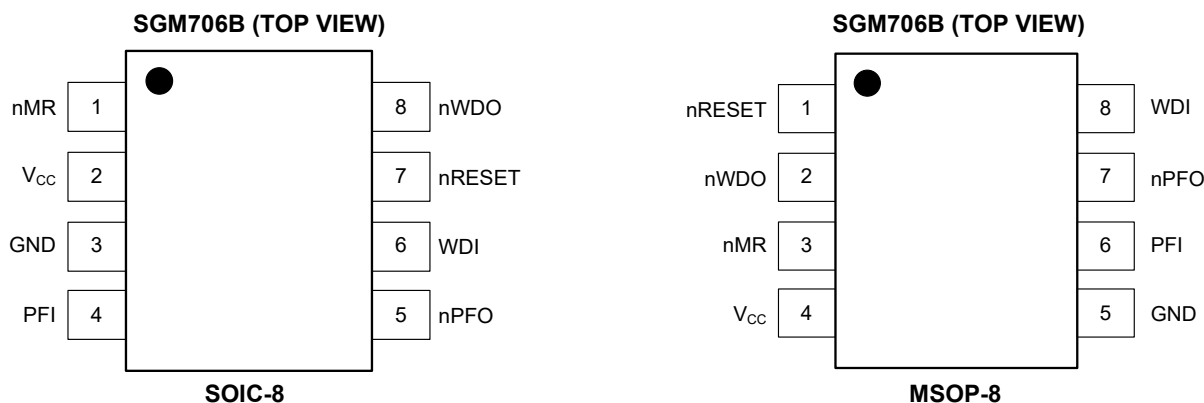 SGM706B (TOP VIEW)
nMR 1 8 nWDO
VCC 2 7 nRESET
GND 3 6 WDI
PFI 4 5 nPFO
SOIC-8
SGM706B (TOP VIEW)
nRESET 1 8 WDI
nWDO 2 7 nPFO
nMR 3 6 PFI
VCC 4 5 GND
MSOP-8